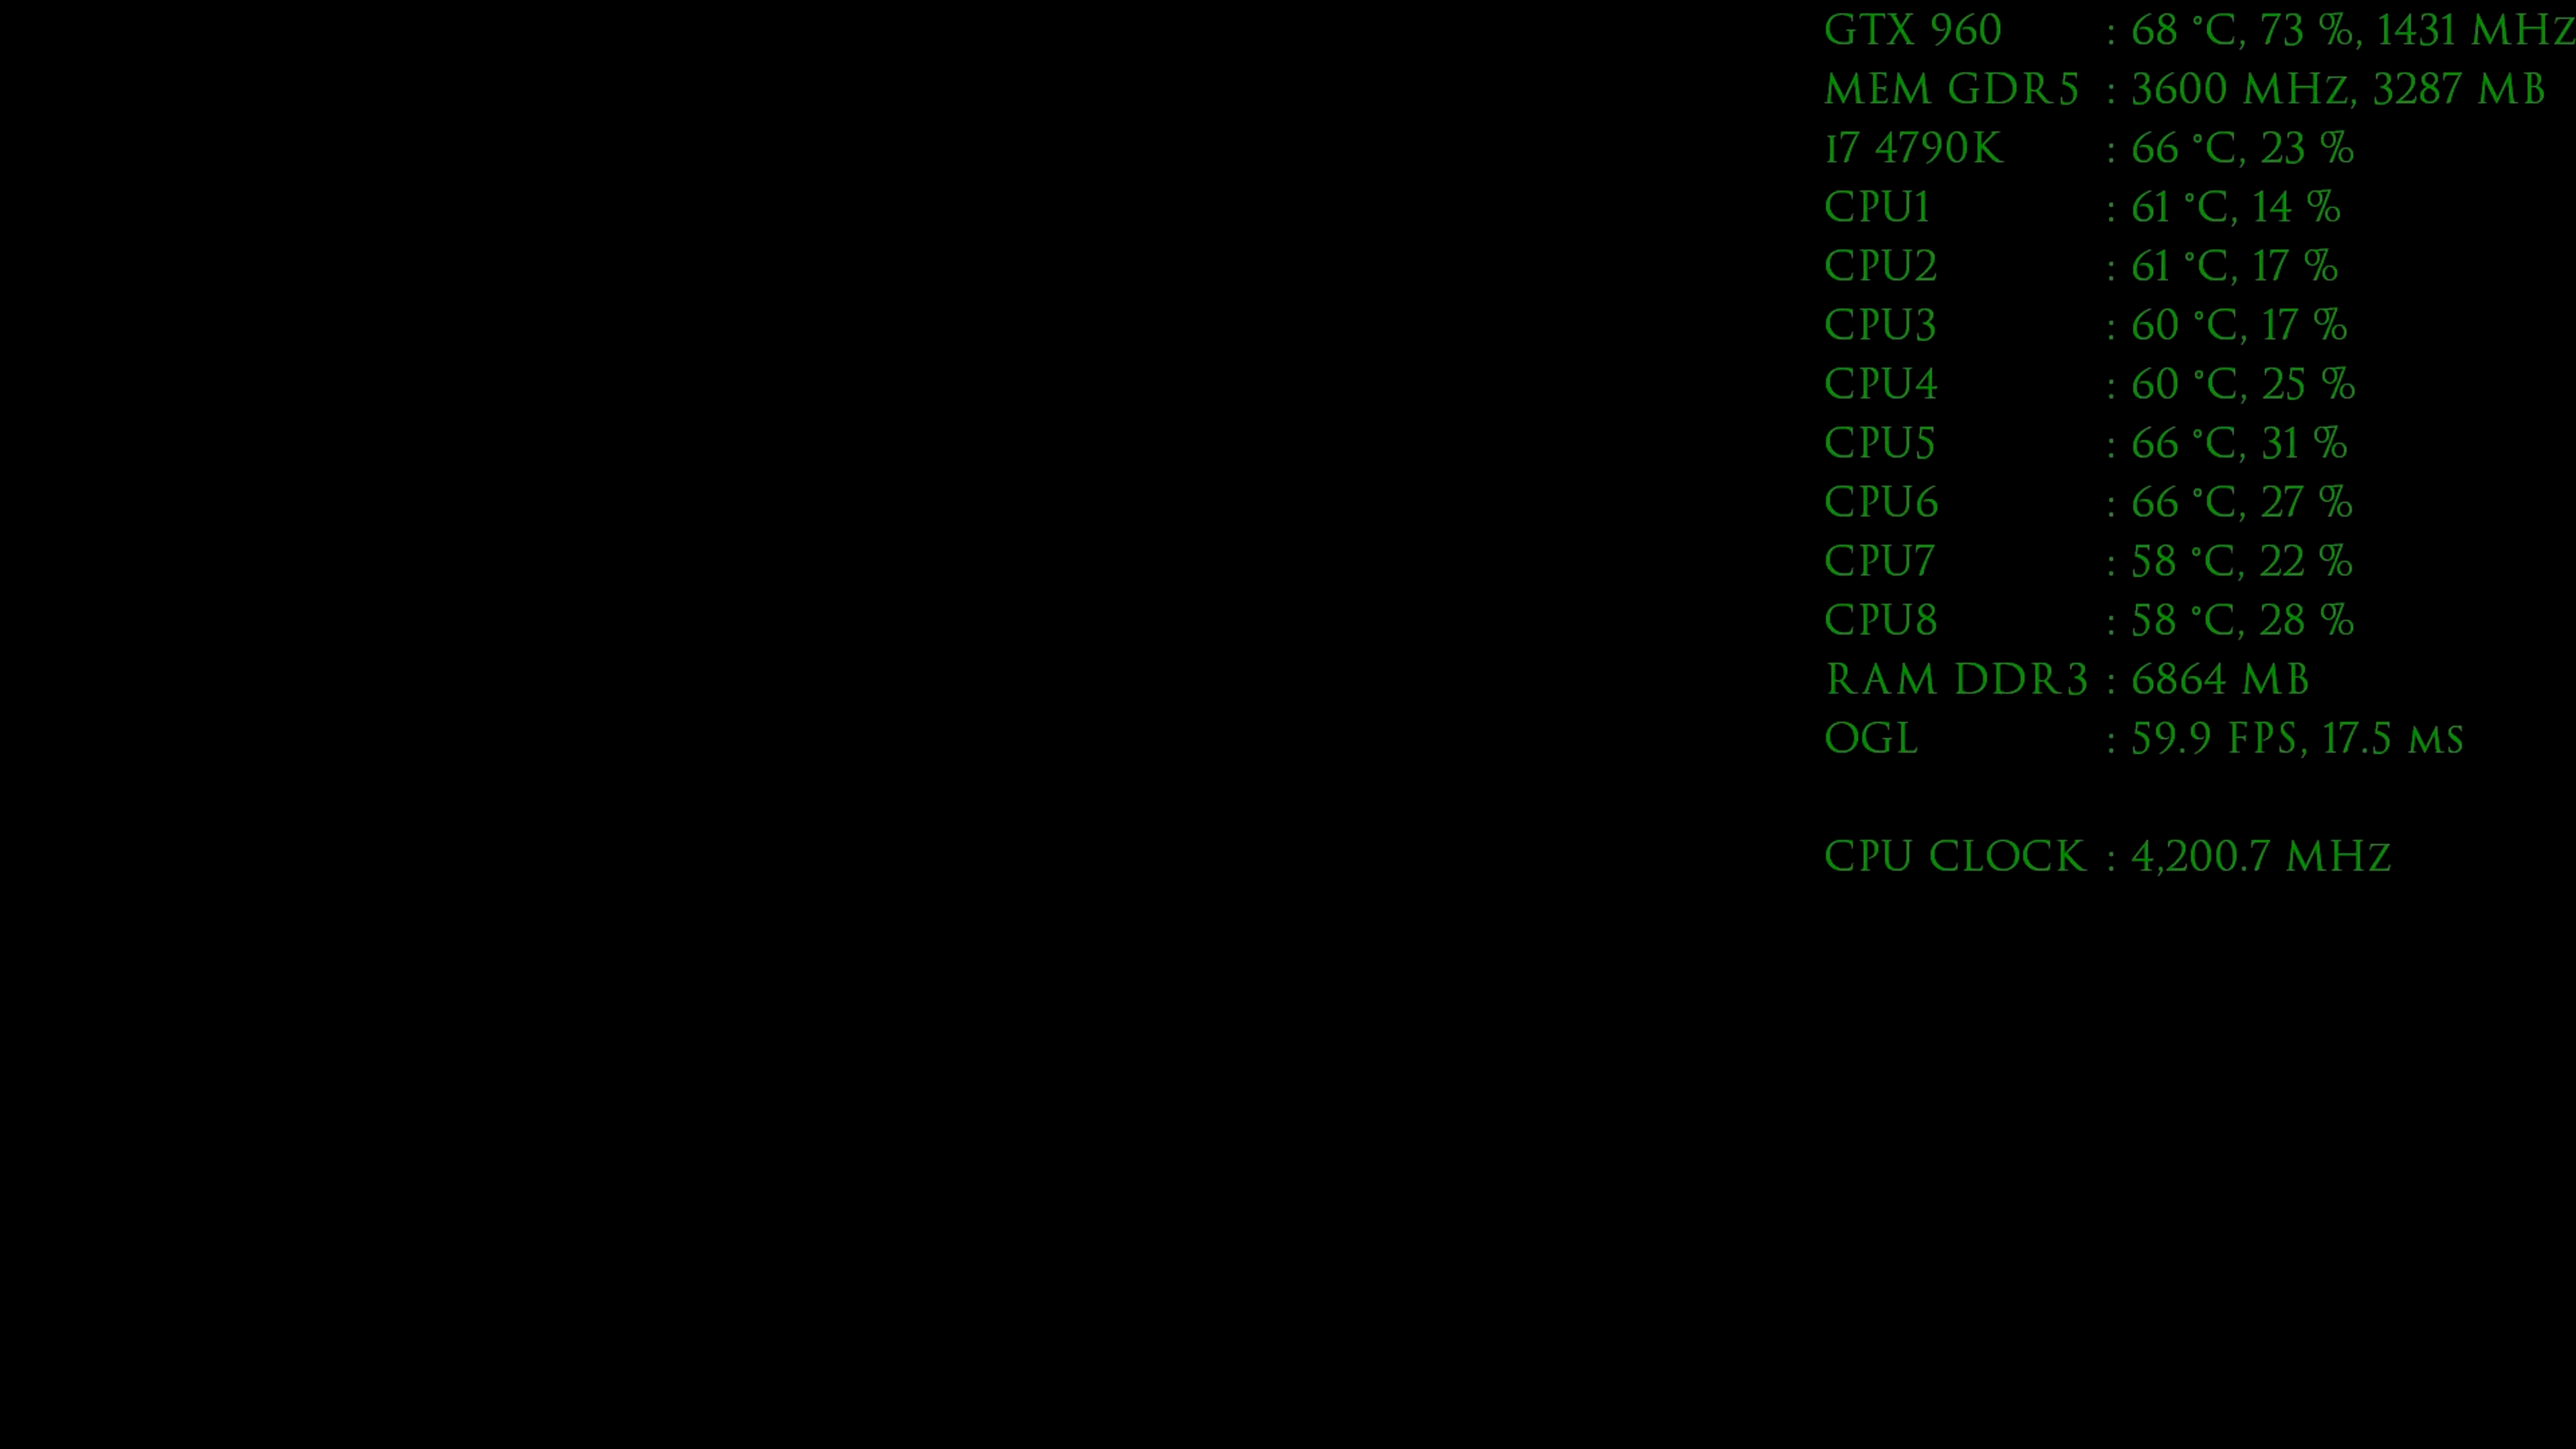 GTX 960 : 68 °C, 73 %, 1431 MHz
MEM GDR5 : 3600 MHz, 3287 MB
i7 4790K : 66 °C, 23 %
CPU1 : 61 °C, 14 %
CPU2 : 61 °C, 17 %
CPU3 : 60 °C, 17 %
CPU4 : 60 °C, 25 %
CPU5 : 66 °C, 31 %
CPU6 : 66 °C, 27 %
CPU7 : 58 °C, 22 %
CPU8 : 58 °C, 28 %
RAM DDR3 : 6864 MB
OGL : 59.9 FPS, 17.5 ms

CPU CLOCK : 4,200.7 MHz